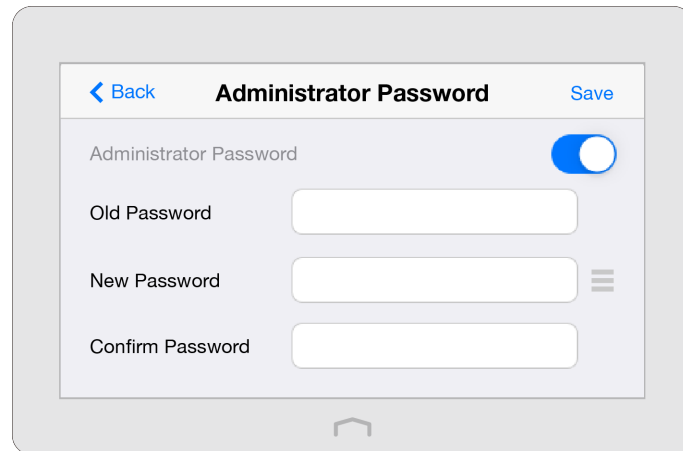 Back Administrator Password Save
Administrator Password
Old Password
New Password
Confirm Password